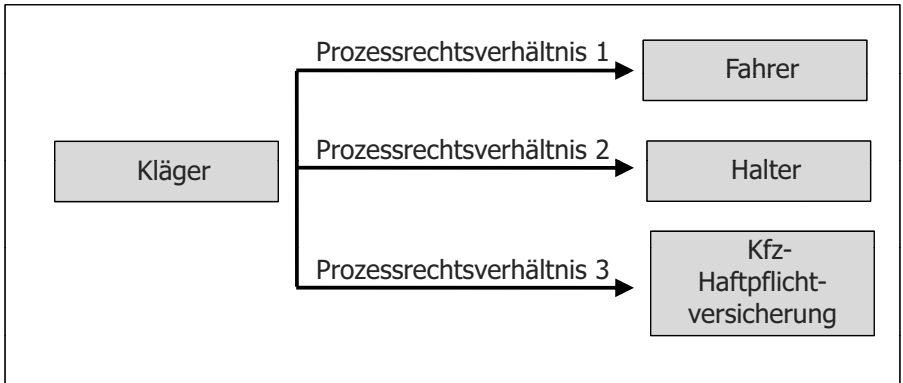 Prozessrechtsverhältnis 1
Fahrer
Kläger
Prozessrechtsverhältnis 2
Halter
Prozessrechtsverhältnis 3
Kfz-
Haftpflicht-
versicherung